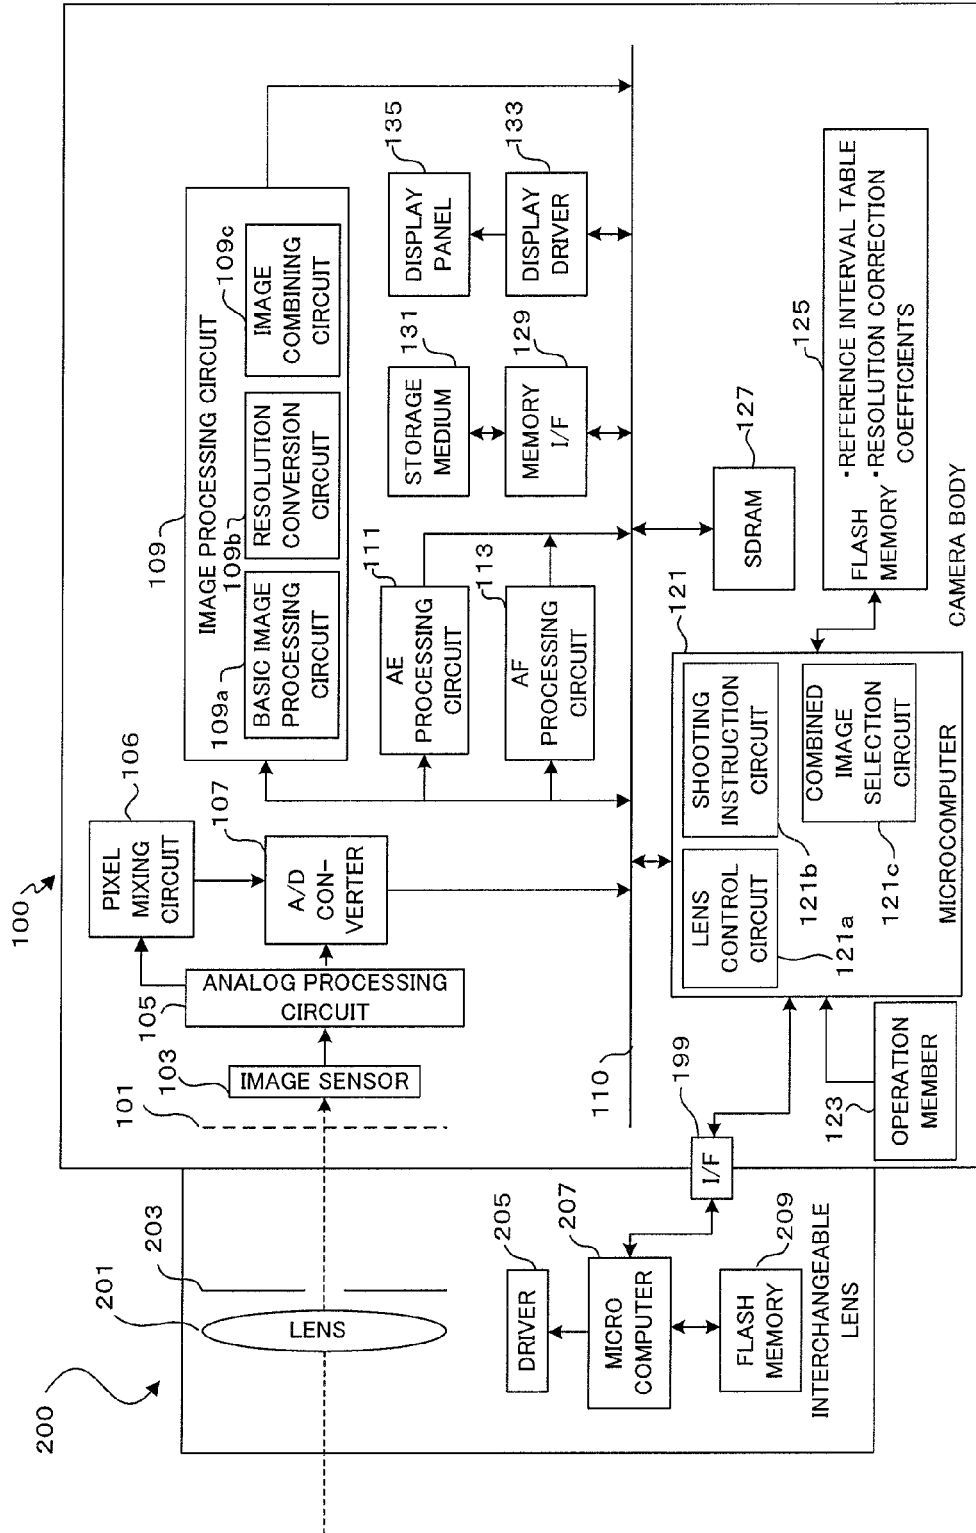 100
200
201
203
LENS
205
DRIVER
207
MICRO
COMPUTER
209
FLASH
MEMORY
INTERCHANGEABLE
LENS
199
I/F
101
103
IMAGE SENSOR
105
ANALOG PROCESSING
CIRCUIT
106
PIXEL
MIXING
CIRCUIT
107
A/D
CON-
VERTER
109
IMAGE PROCESSING CIRCUIT
109a
BASIC IMAGE
PROCESSING
CIRCUIT
109b
RESOLUTION
CONVERSION
CIRCUIT
109c
IMAGE
COMBINING
CIRCUIT
111
AE
PROCESSING
CIRCUIT
113
AF
PROCESSING
CIRCUIT
131
STORAGE
MEDIUM
129
MEMORY
I/F
135
DISPLAY
PANEL
133
DISPLAY
DRIVER
110
127
SDRAM
121
LENS
CONTROL
CIRCUIT
121a
SHOOTING
INSTRUCTION
CIRCUIT
121b
COMBINED
IMAGE
SELECTION
CIRCUIT
121c
MICROCOMPUTER
123
OPERATION
MEMBER
125
FLASH
MEMORY
・REFERENCE INTERVAL TABLE
・RESOLUTION CORRECTION
COEFFICIENTS
CAMERA BODY